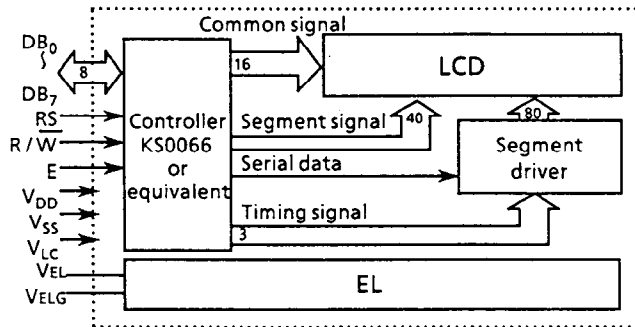 Common signal
DB0
8
16
LCD
DB7
RS
R / W̅
E
VDD
VSS
VLC
VEL
VELG
Controller
KS0066
or
equivalent
Segment signal
40
80
Serial data
Segment
driver
Timing signal
3
EL